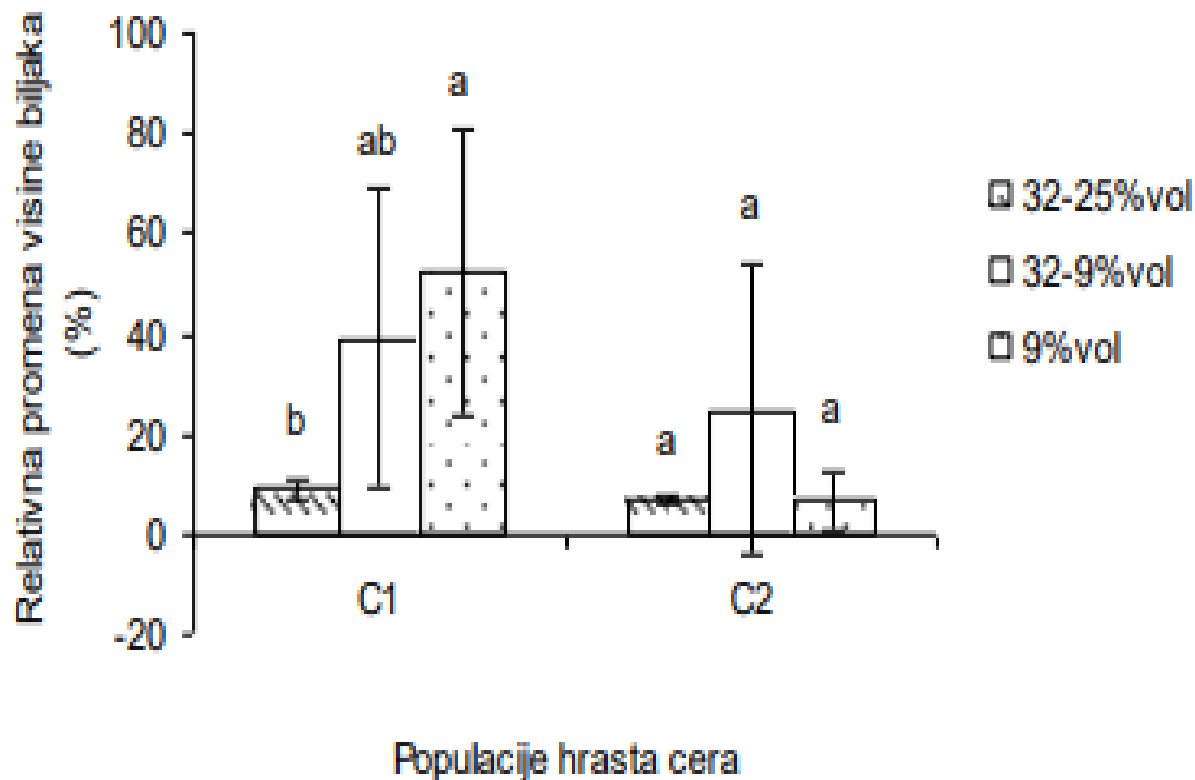 Relativna promena visine biljaka
(%)
100
80
60
40
20
0
-20
b
ab
a
a
a
a
C1
C2
32-25%vol
32-9%vol
9%vol
Populacije hrasta cera